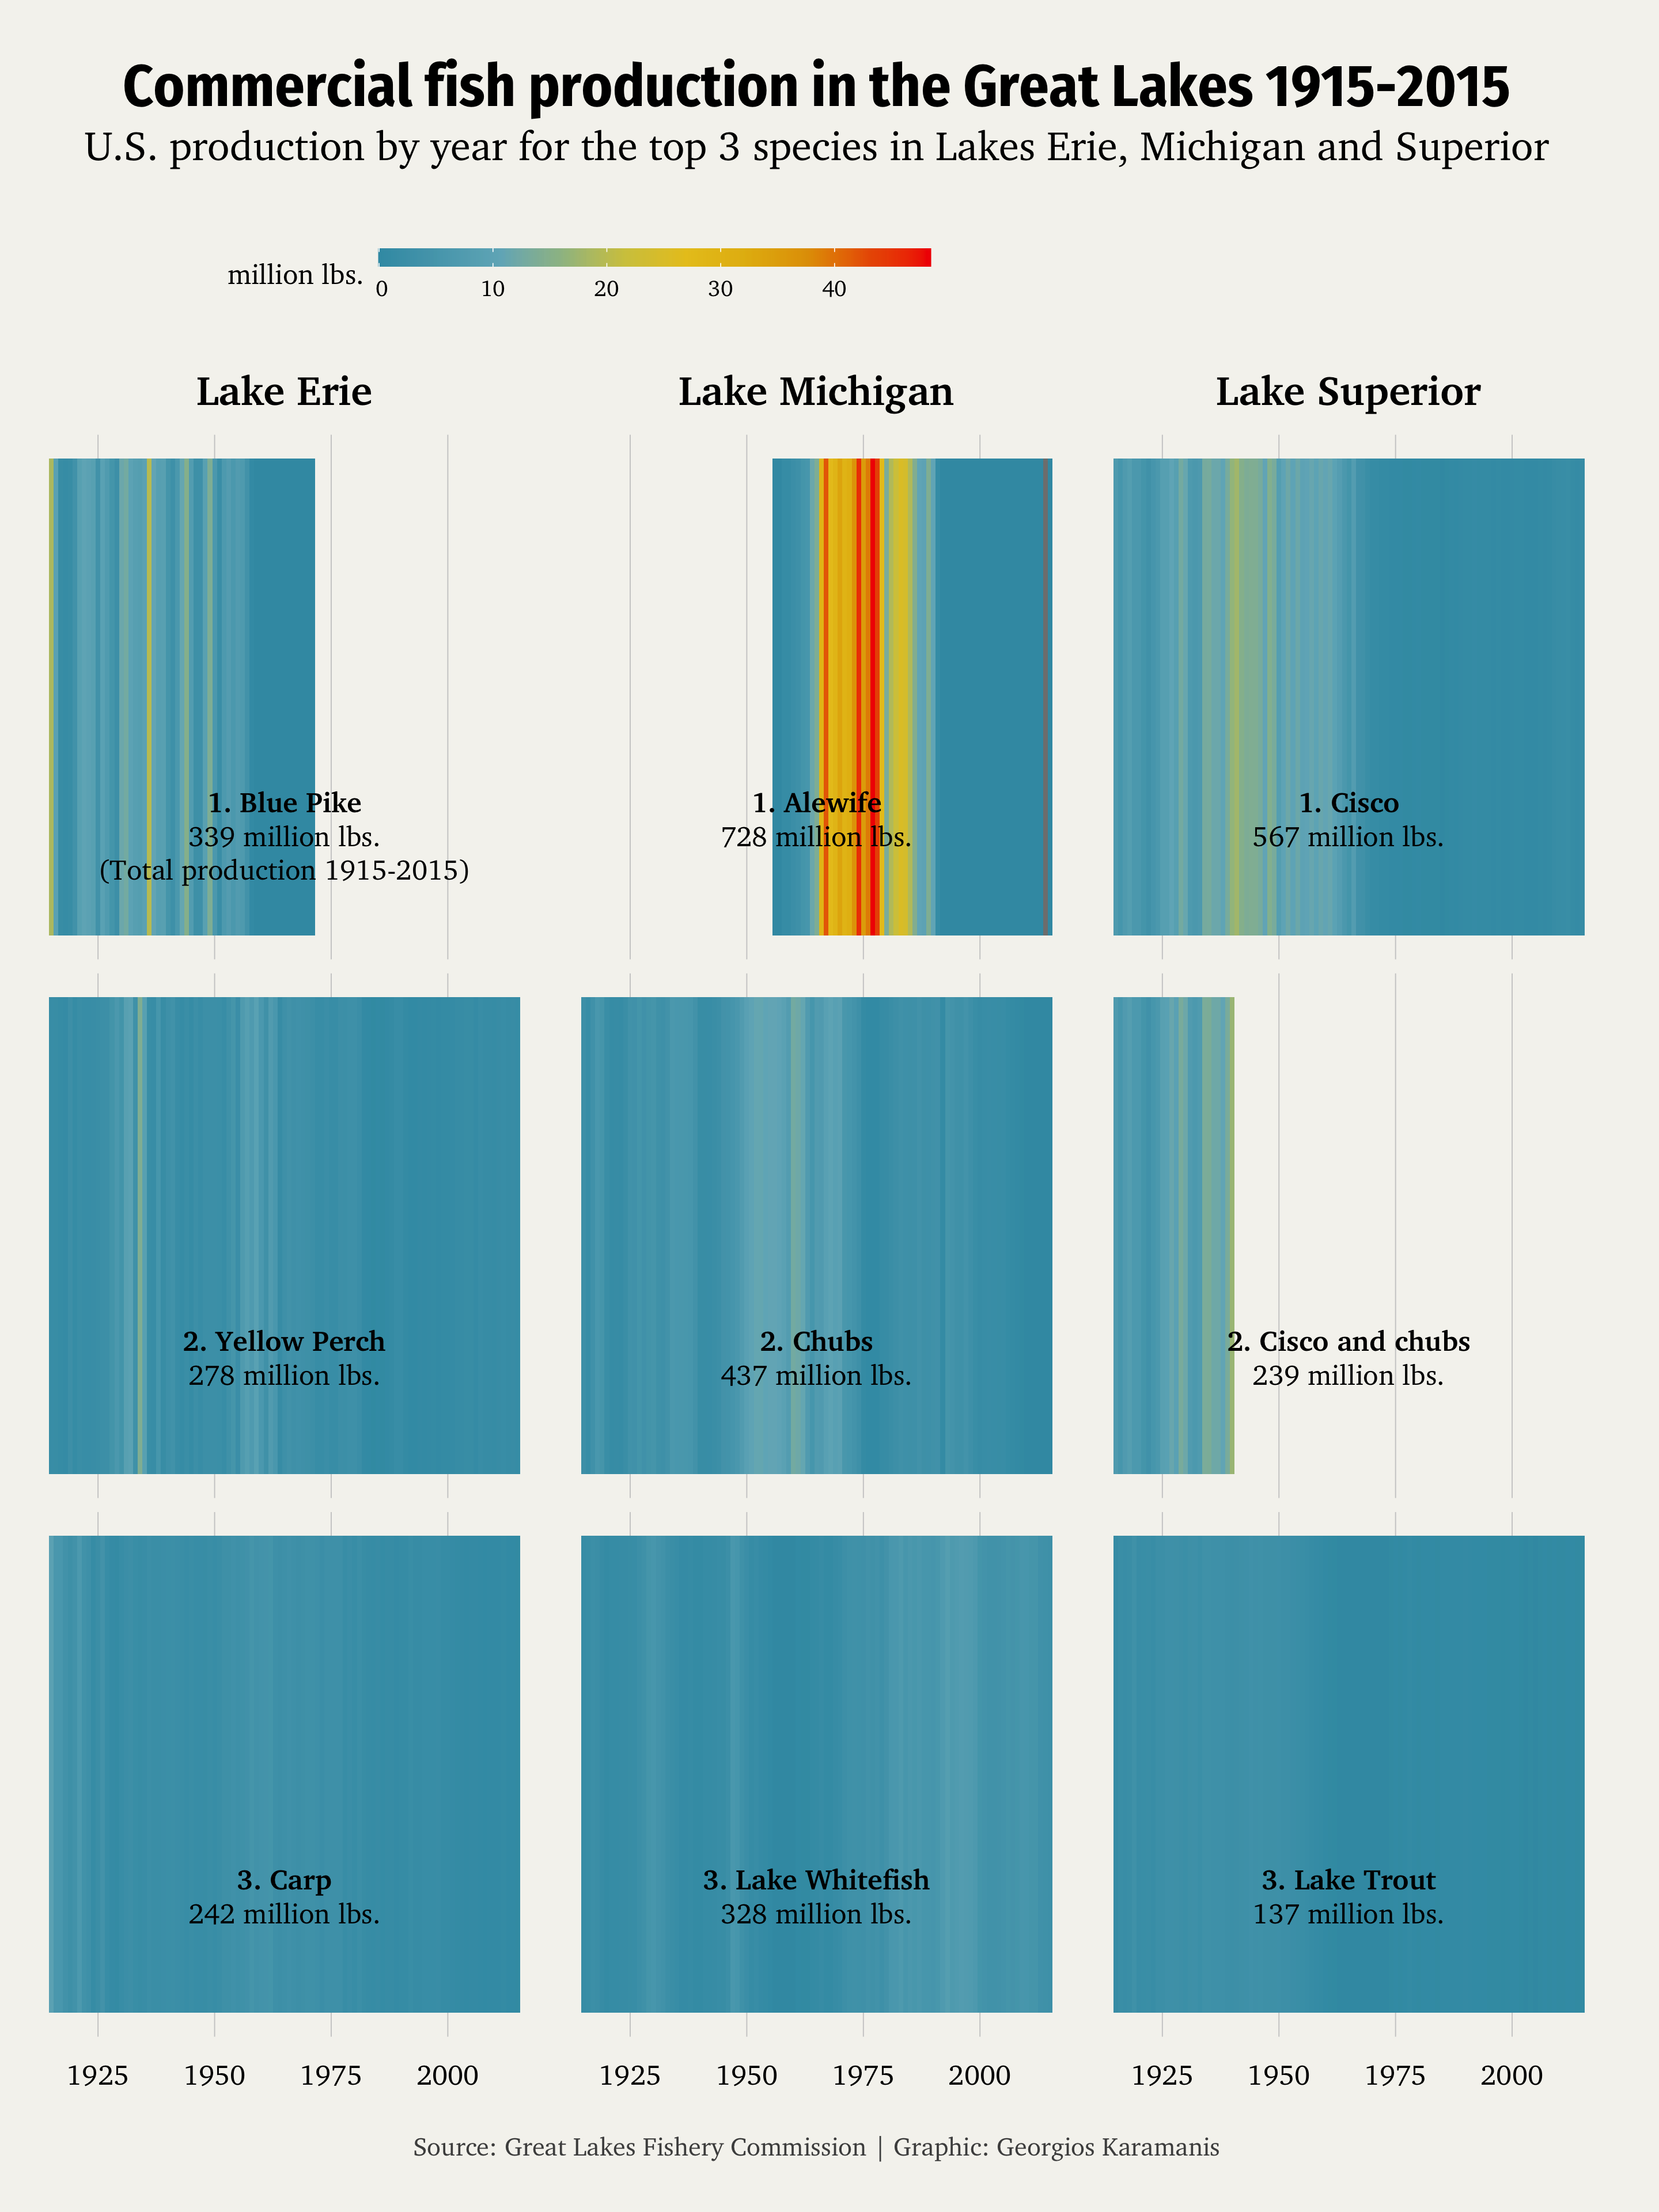 Commercial fish production in the Great Lakes 1915-2015
U.S. production by year for the top 3 species in Lakes Erie, Michigan and Superior
million lbs.
0 10 20 30 40
Lake Erie Lake Michigan Lake Superior
1. Blue Pike
339 million lbs.
(Total production 1915-2015)
1. Alewife
728 million lbs.
1. Cisco
567 million lbs.
2. Yellow Perch
278 million lbs.
2. Chubs
437 million lbs.
2. Cisco and chubs
239 million lbs.
3. Carp
242 million lbs.
3. Lake Whitefish
328 million lbs.
3. Lake Trout
137 million lbs.
1925 1950 1975 2000 1925 1950 1975 2000 1925 1950 1975 2000
Source: Great Lakes Fishery Commission | Graphic: Georgios Karamanis